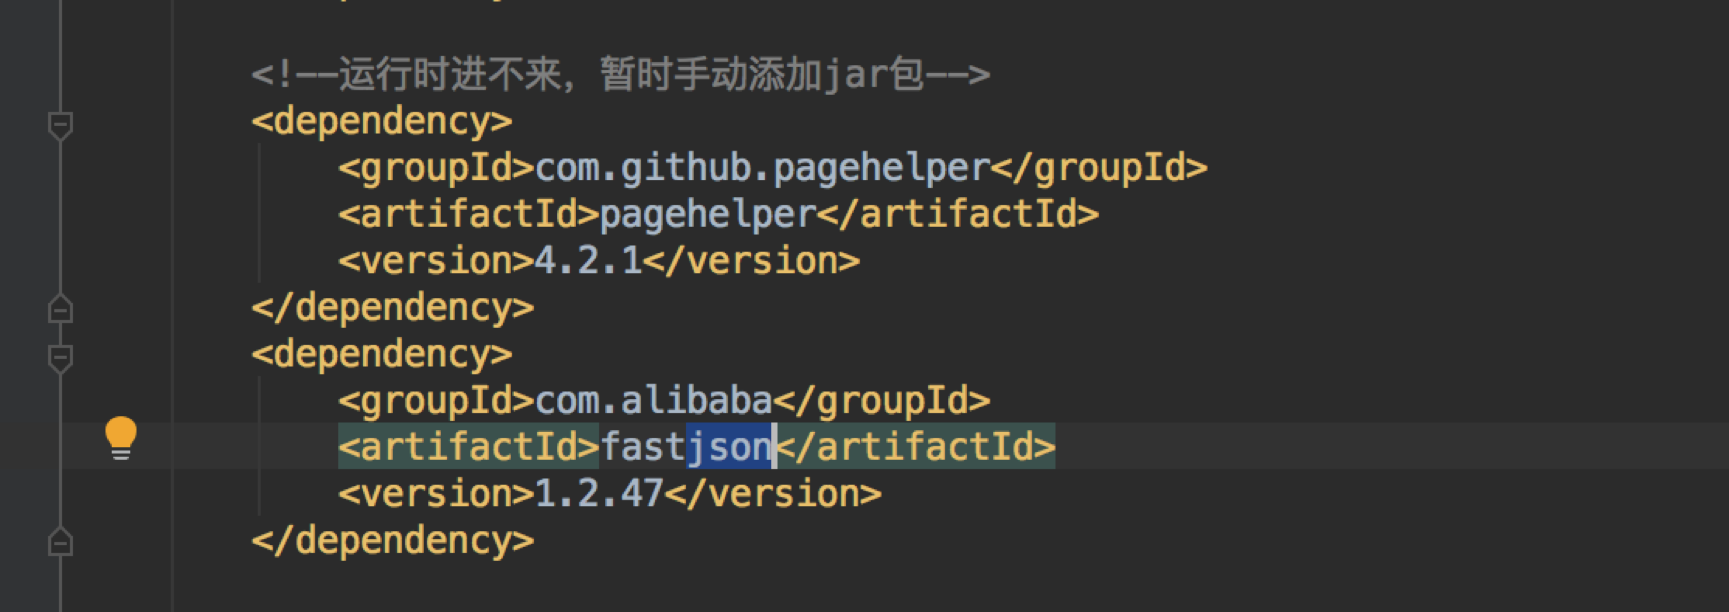 <!--运行时进不来，暂时手动添加jar包-->
<dependency>
<groupId>com.github.pagehelper</groupId>
<artifactId>pagehelper</artifactId>
<version>4.2.1</version>
</dependency>
<dependency>
<groupId>com.alibaba</groupId>
<artifactId>fastjson</artifactId>
<version>1.2.47</version>
</dependency>